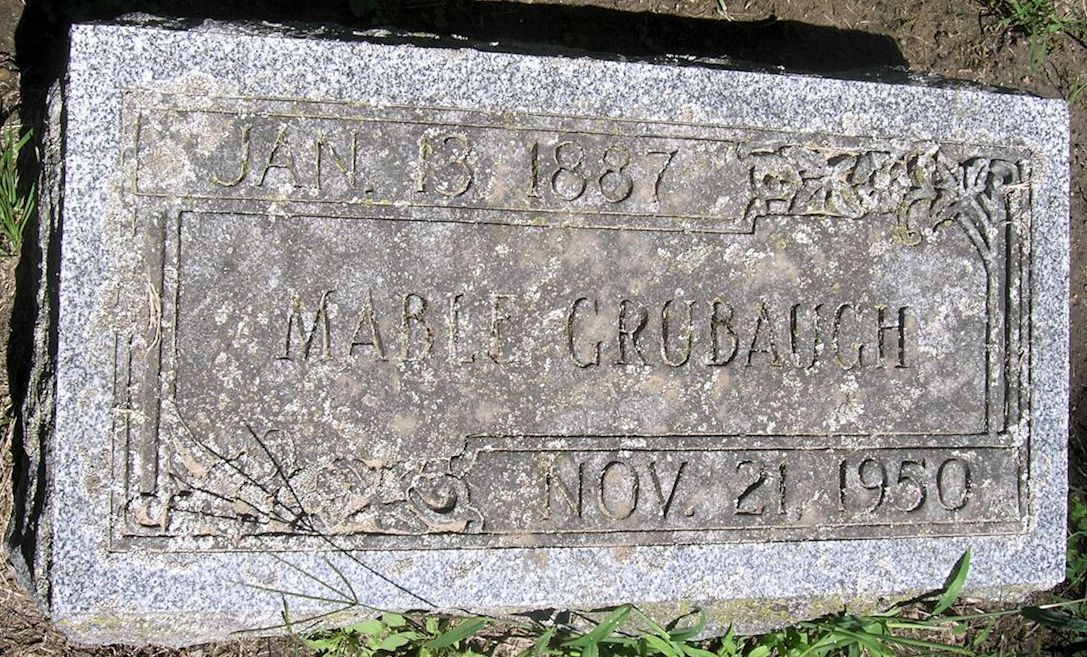 JAN. 13 1887
MABLE GRUBAUGH
NOV. 21, 1950